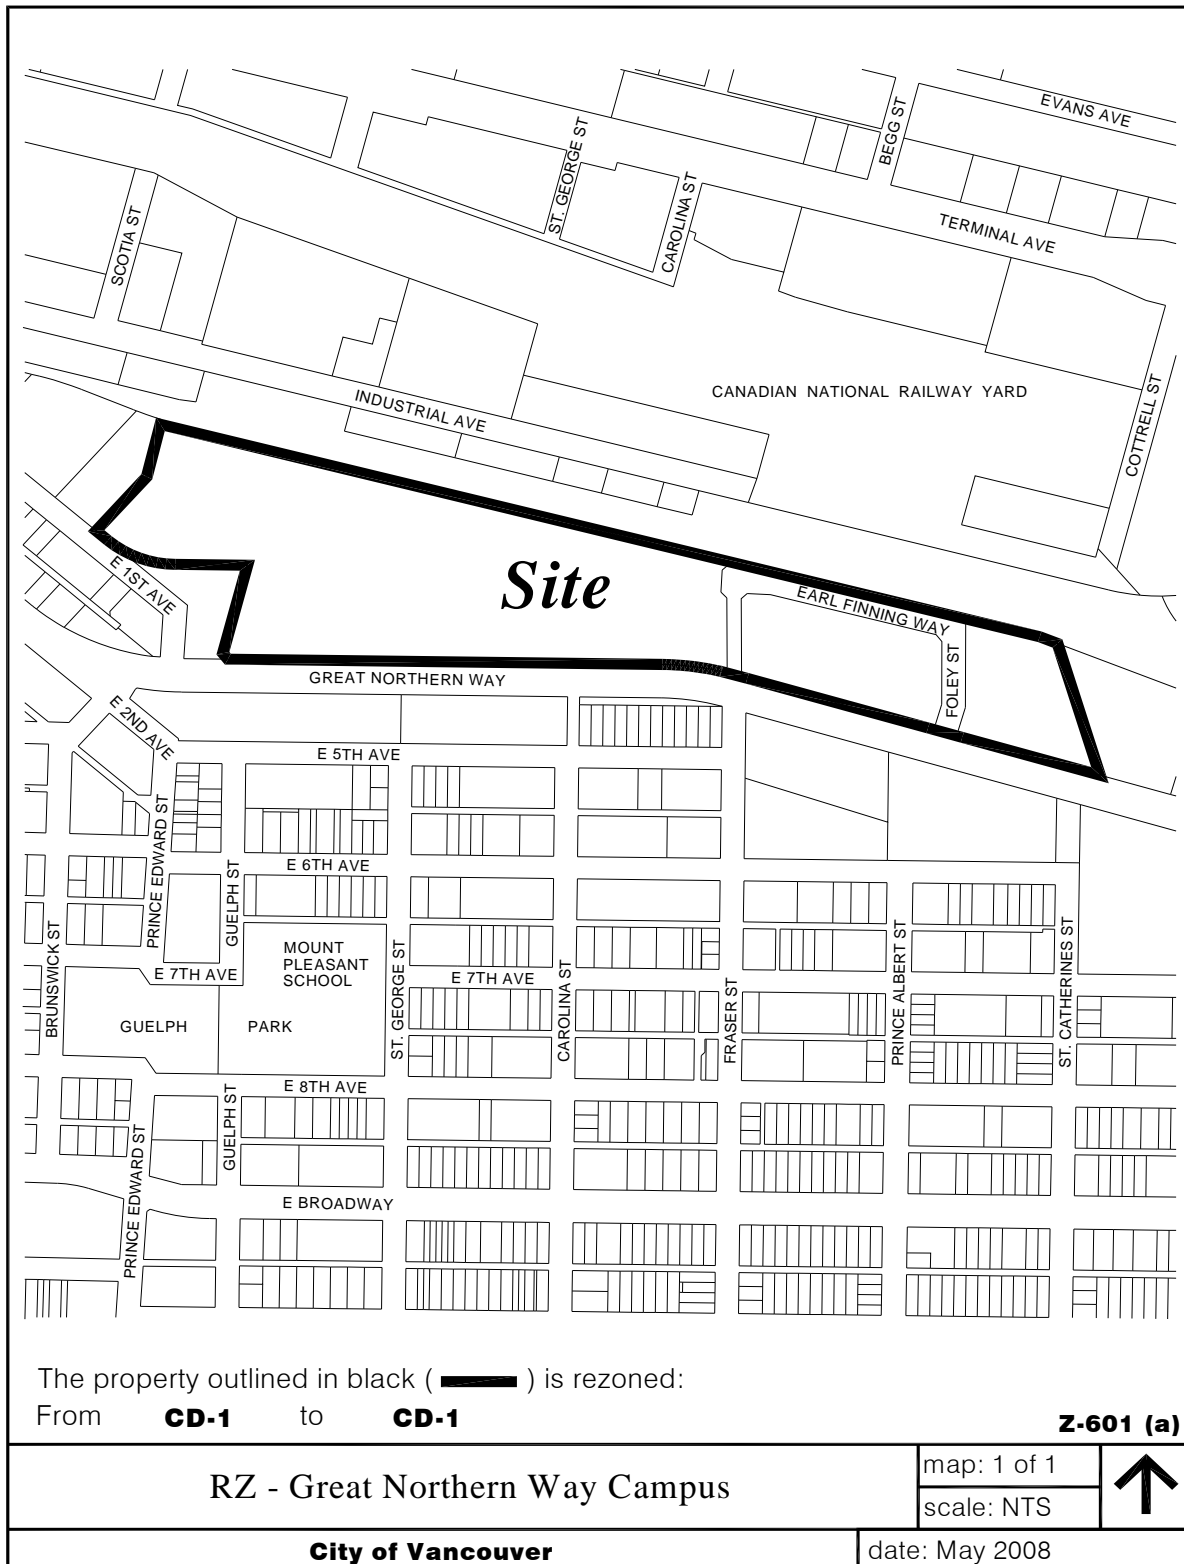 EVANS AVE
BEGG ST
ST. GEORGE ST
CAROLINA ST
TERMINAL AVE
SCOTIA ST
CANADIAN NATIONAL RAILWAY YARD
INDUSTRIAL AVE
COTTRELL ST
Site
E 1ST AVE
EARL FINNING WAY
FOLEY ST
GREAT NORTHERN WAY
E 2ND AVE
E 5TH AVE
PRINCE EDWARD ST
E 6TH AVE
GUELPH ST
BRUNSWICK ST
MOUNT
PLEASANT
SCHOOL
E 7TH AVE
E 7TH AVE
ST. GEORGE ST
CAROLINA ST
FRASER ST
PRINCE ALBERT ST
ST. CATHERINES ST
GUELPH PARK
E 8TH AVE
GUELPH ST
PRINCE EDWARD ST
E BROADWAY
The property outlined in black ( ) is rezoned:
From CD-1 to CD-1
Z-601 (a)
RZ - Great Northern Way Campus
map: 1 of 1
scale: NTS
City of Vancouver
date: May 2008